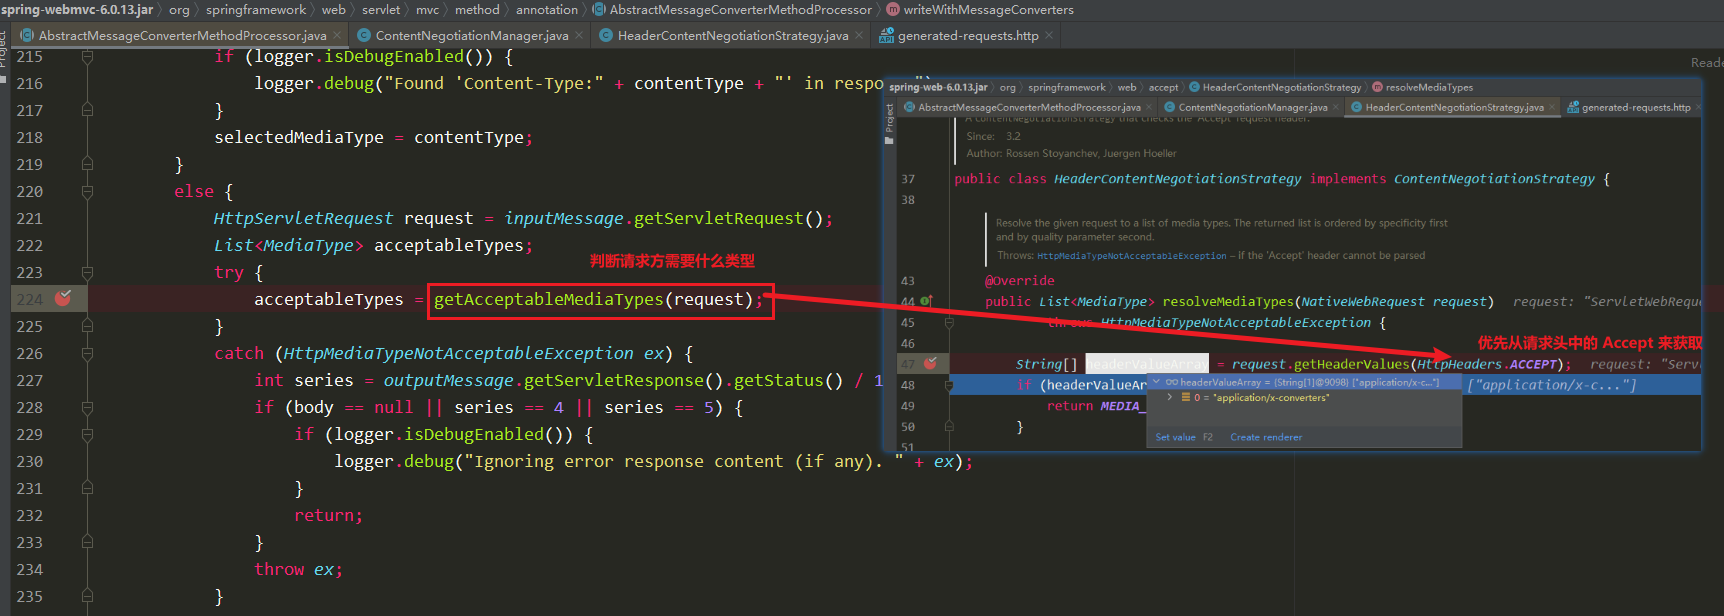 spring-webmvc-6.0.13.jar 〉 org 〉 springframework 〉 web 〉 servlet 〉 mvc 〉 method 〉 annotation 〉 AbstractMessageConverterMethodProcessor 〉 writeWithMessageConverters
AbstractMessageConverterMethodProcessor.java × ContentNegotiationManager.java × HeaderContentNegotiationStrategy.java × generated-requests.http ×
Project
Reade
215 if (logger.isDebugEnabled()) {
216 logger.debug("Found 'Content-Type:" + contentType + "' in respo
217 }
218 selectedMediaType = contentType;
219 }
220 else {
221 HttpServletRequest request = inputMessage.getServletRequest();
222 List<MediaType> acceptableTypes;
判断请求方需要什么类型
223 try {
224 acceptableTypes = getAcceptableMediaTypes(request);
225 }
226 catch (HttpMediaTypeNotAcceptableException ex) {
227 int series = outputMessage.getServletResponse().getStatus() / 1
228 if (body == null || series == 4 || series == 5) {
229 if (logger.isDebugEnabled()) {
230 logger.debug("Ignoring error response content (if any). " + ex);
231 }
232 return;
233 }
234 throw ex;
235 }
spring-web-6.0.13.jar 〉 org 〉 springframework 〉 web 〉 accept 〉 HeaderContentNegotiationStrategy 〉 resolveMediaTypes
AbstractMessageConverterMethodProcessor.java × ContentNegotiationManager.java × HeaderContentNegotiationStrategy.java × generated-requests.http ×
Project
A ContentNegotiationStrategy that checks the 'Accept' request header.
Since: 3.2
Author: Rossen Stoyanchev, Juergen Hoeller
37 public class HeaderContentNegotiationStrategy implements ContentNegotiationStrategy {
38
Resolve the given request to a list of media types. The returned list is ordered by specificity first
and by quality parameter second.
Throws: HttpMediaTypeNotAcceptableException – If the 'Accept' header cannot be parsed
43 @Override
44 public List<MediaType> resolveMediaTypes(NativeWebRequest request) request: "ServletWebReque
45 throws HttpMediaTypeNotAcceptableException {
46
优先从请求头中的 Accept 来获取
47 String[] headerValueArray = request.getHeaderValues(HttpHeaders.ACCEPT); request: "Serv
48 if (headerValueAr ["application/x-c..."]
headerValueArray = {String[1]@9098} ["application/x-c..."]
49 return MEDIA_
0 = "application/x-converters"
50 }
Set value F2 Create renderer
51